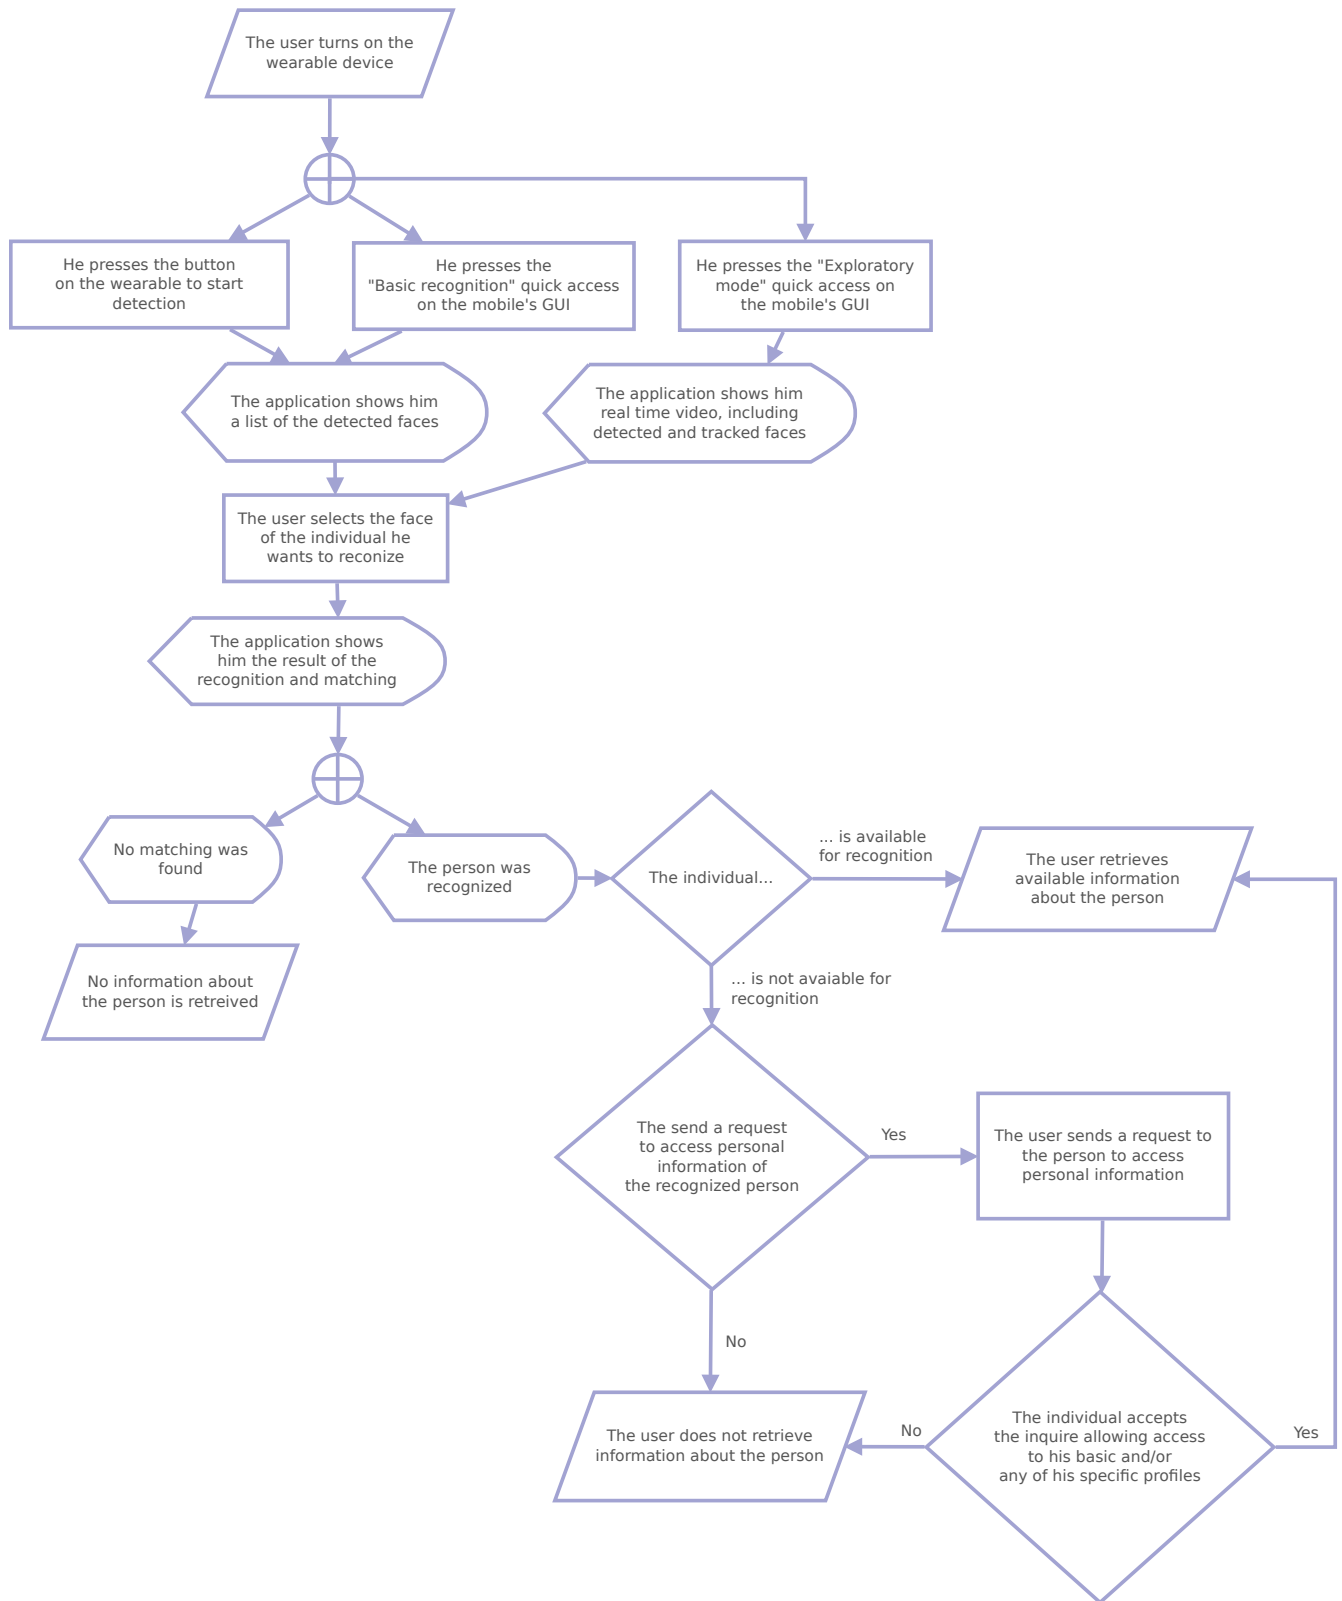 The user turns on the
wearable device
He presses the button
on the wearable to start
detection
He presses the
"Basic recognition" quick access
on the mobile's GUI
He presses the "Exploratory
mode" quick access on
the mobile's GUI
The application shows him
a list of the detected faces
The application shows him
real time video, including
detected and tracked faces
The user selects the face
of the individual he
wants to reconize
The application shows
him the result of the
recognition and matching
No matching was
found
The person was
recognized
The individual...
... is available
for recognition
The user retrieves
available information
about the person
No information about
the person is retreived
... is not avaiable for
recognition
The send a request
to access personal
information of
the recognized person
Yes
The user sends a request to
the person to access
personal information
No
The user does not retrieve
information about the person
No
The individual accepts
the inquire allowing access
to his basic and/or
any of his specific profiles
Yes